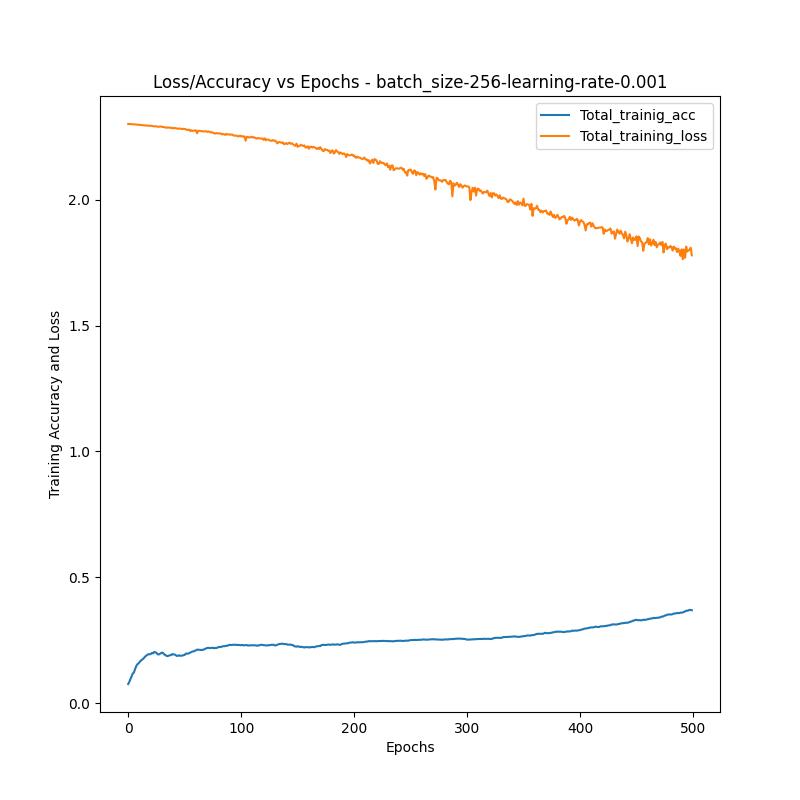 Loss/Accuracy vs Epochs - batch_size-256-learning-rate-0.001
Total_trainig_acc
Total_training_loss
Training Accuracy and Loss
2.0
1.5
1.0
0.5
0.0
0 100 200 300 400 500
Epochs